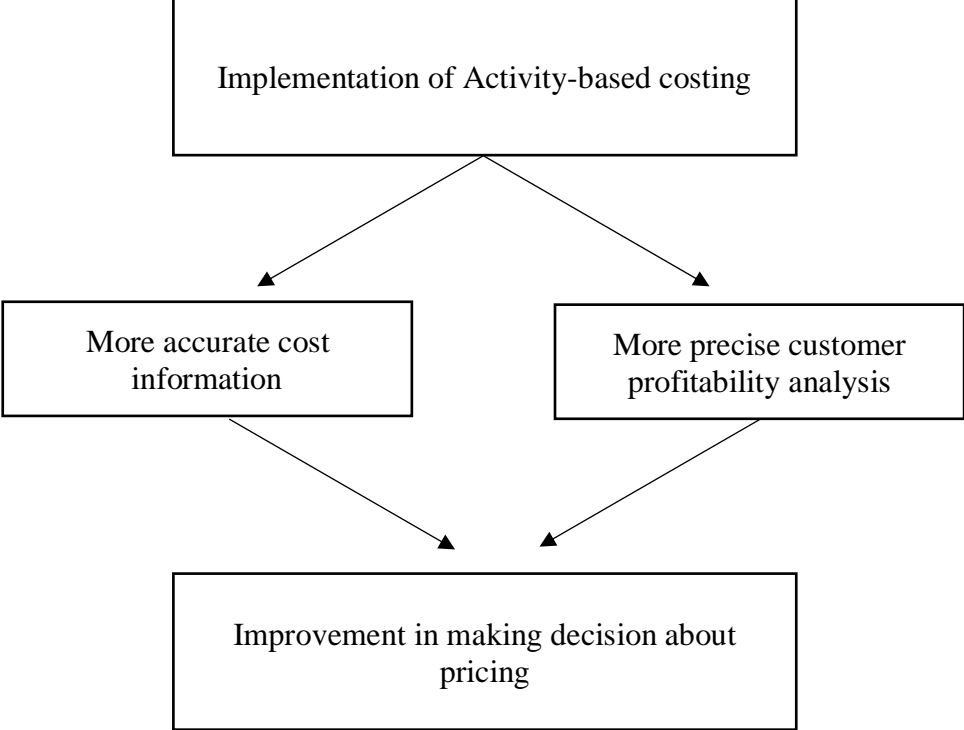 Implementation of Activity-based costing
More accurate cost
information
More precise customer
profitability analysis
Improvement in making decision about
pricing